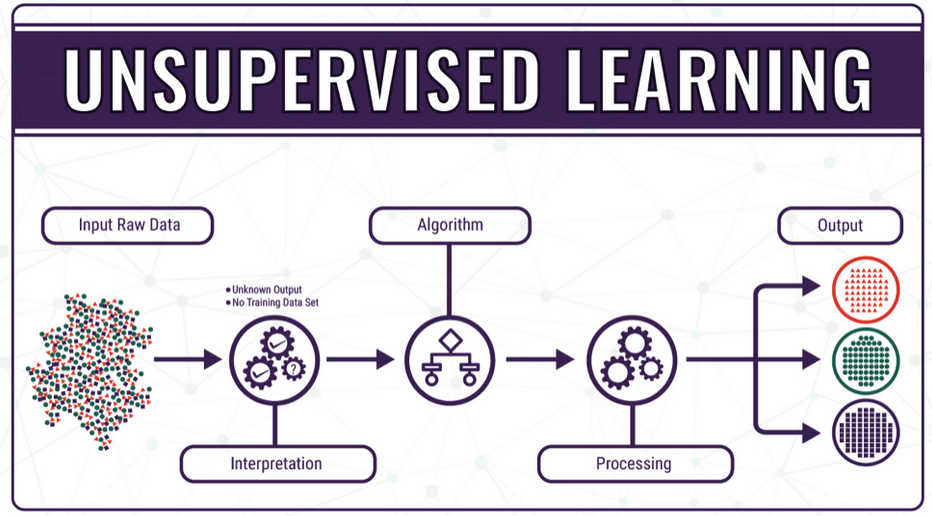 UNSUPERVISED LEARNING
Input Raw Data
Algorithm
Output
•Unknown Output
•No Training Data Set
?
Interpretation
Processing